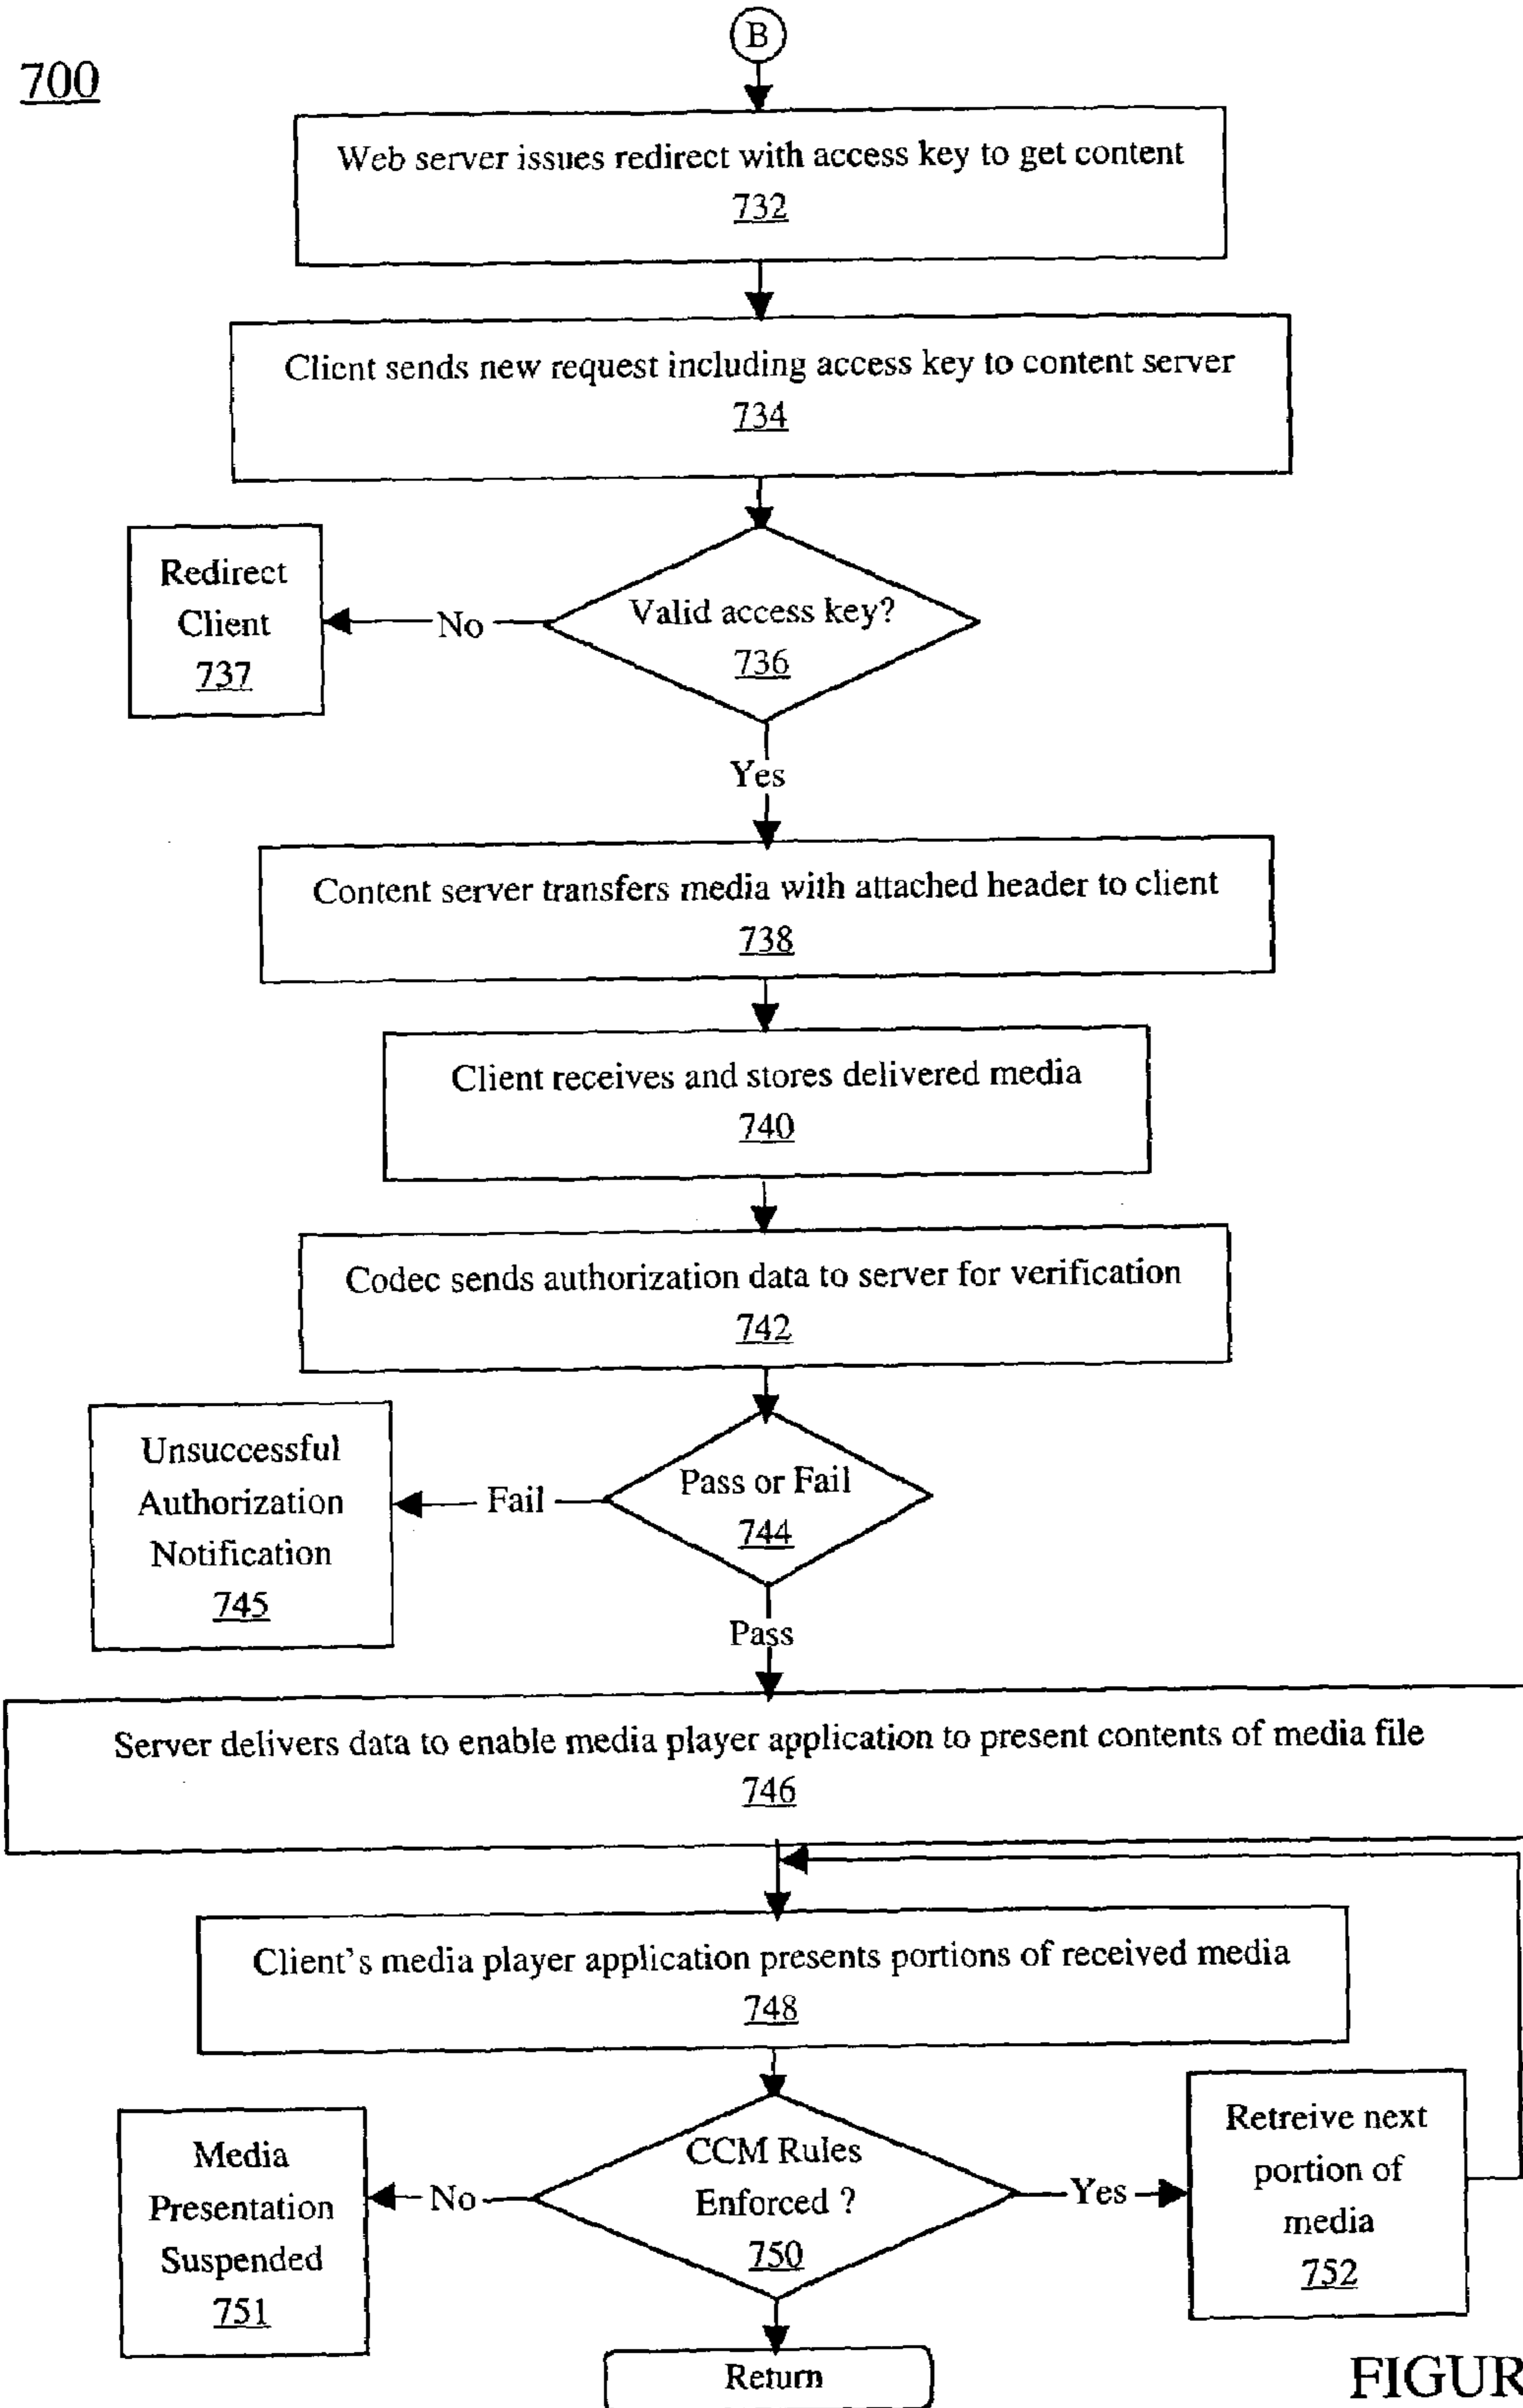 B
700
Web server issues redirect with access key to get content
732
Client sends new request including access key to content server
734
Redirect
Client
737
No
Valid access key?
736
Yes
Content server transfers media with attached header to client
738
Client receives and stores delivered media
740
Codec sends authorization data to server for verification
742
Unsuccessful
Authorization
Notification
745
Fail
Pass or Fail
744
Pass
Server delivers data to enable media player application to present contents of media file
746
Client's media player application presents portions of received media
748
Media
Presentation
Suspended
751
No
CCM Rules
Enforced ?
750
Yes
Retreive next
portion of
media
752
Return
FIGUR